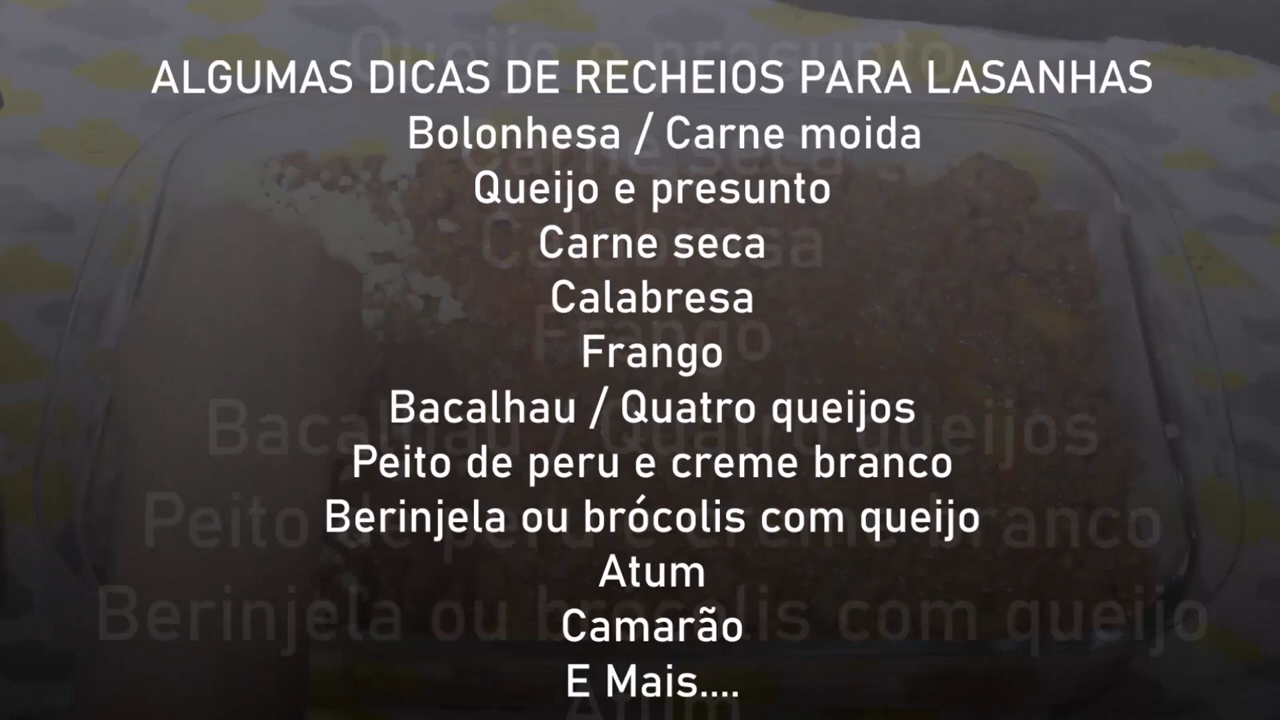 ALGUMAS DICAS DE RECHEIOS PARA LASANHAS
Bolonhesa / Carne moida
Queijo e presunto
Carne seca
Calabresa
Frango
Bacalhau / Quatro queijos
Peito de peru e creme branco
Berinjela ou brócolis com queijo
Atum
Camarão
E Mais....